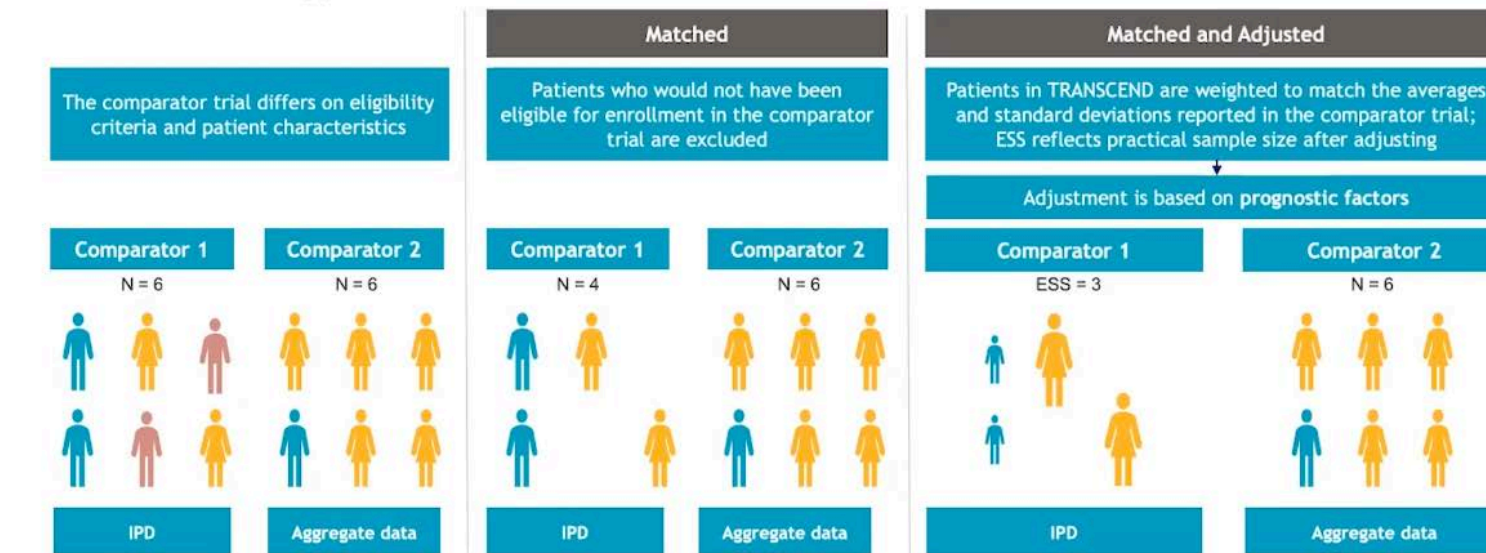 Matched
Matched and Adjusted
The comparator trial differs on eligibility
criteria and patient characteristics
Patients who would not have been
eligible for enrollment in the comparator
trial are excluded
Patients in TRANSCEND are weighted to match the averages
and standard deviations reported in the comparator trial;
ESS reflects practical sample size after adjusting
Adjustment is based on prognostic factors
Comparator 1
Comparator 2
N = 6
N = 6
IPD
Aggregate data
Comparator 1
Comparator 2
N = 4
N = 6
IPD
Aggregate data
Comparator 1
Comparator 2
ESS = 3
N = 6
IPD
Aggregate data